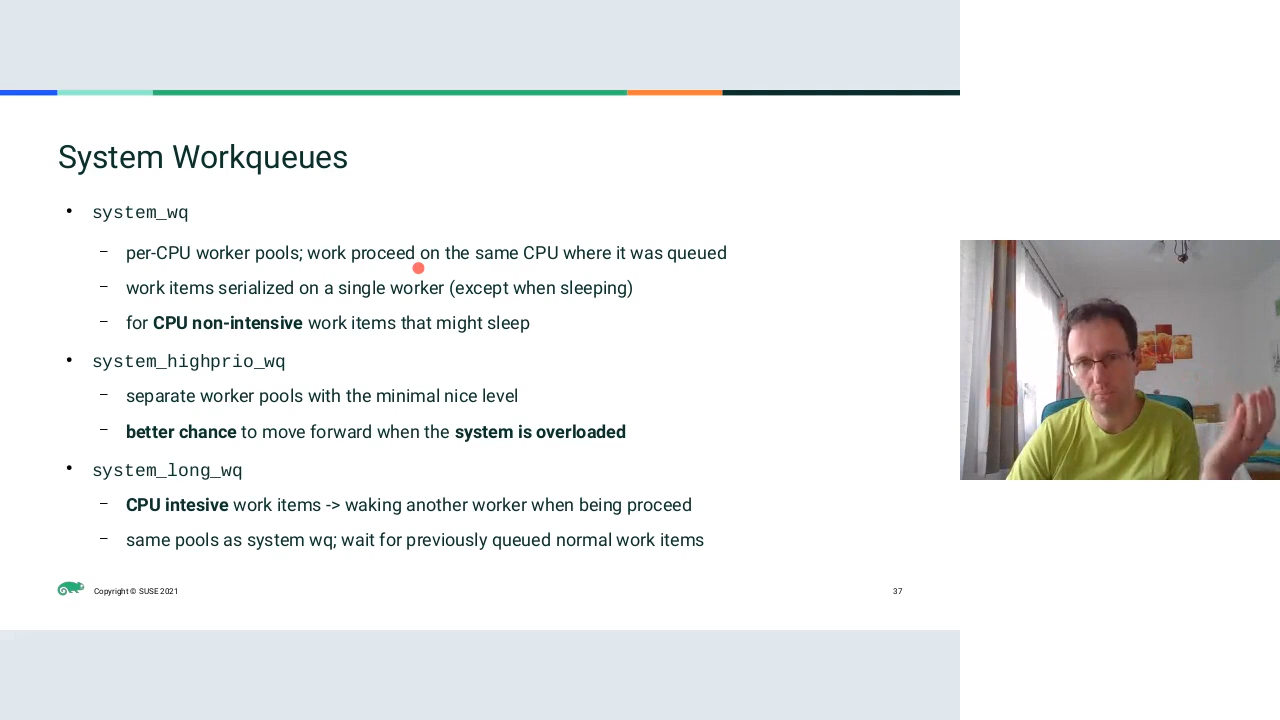 System Workqueues
• system_wq
– per-CPU worker pools; work proceed on the same CPU where it was queued
– work items serialized on a single worker (except when sleeping)
– for CPU non-intensive work items that might sleep
• system_highprio_wq
– separate worker pools with the minimal nice level
– better chance to move forward when the system is overloaded
• system_long_wq
– CPU intesive work items -> waking another worker when being proceed
– same pools as system wq; wait for previously queued normal work items
Copyright © SUSE 2021
37